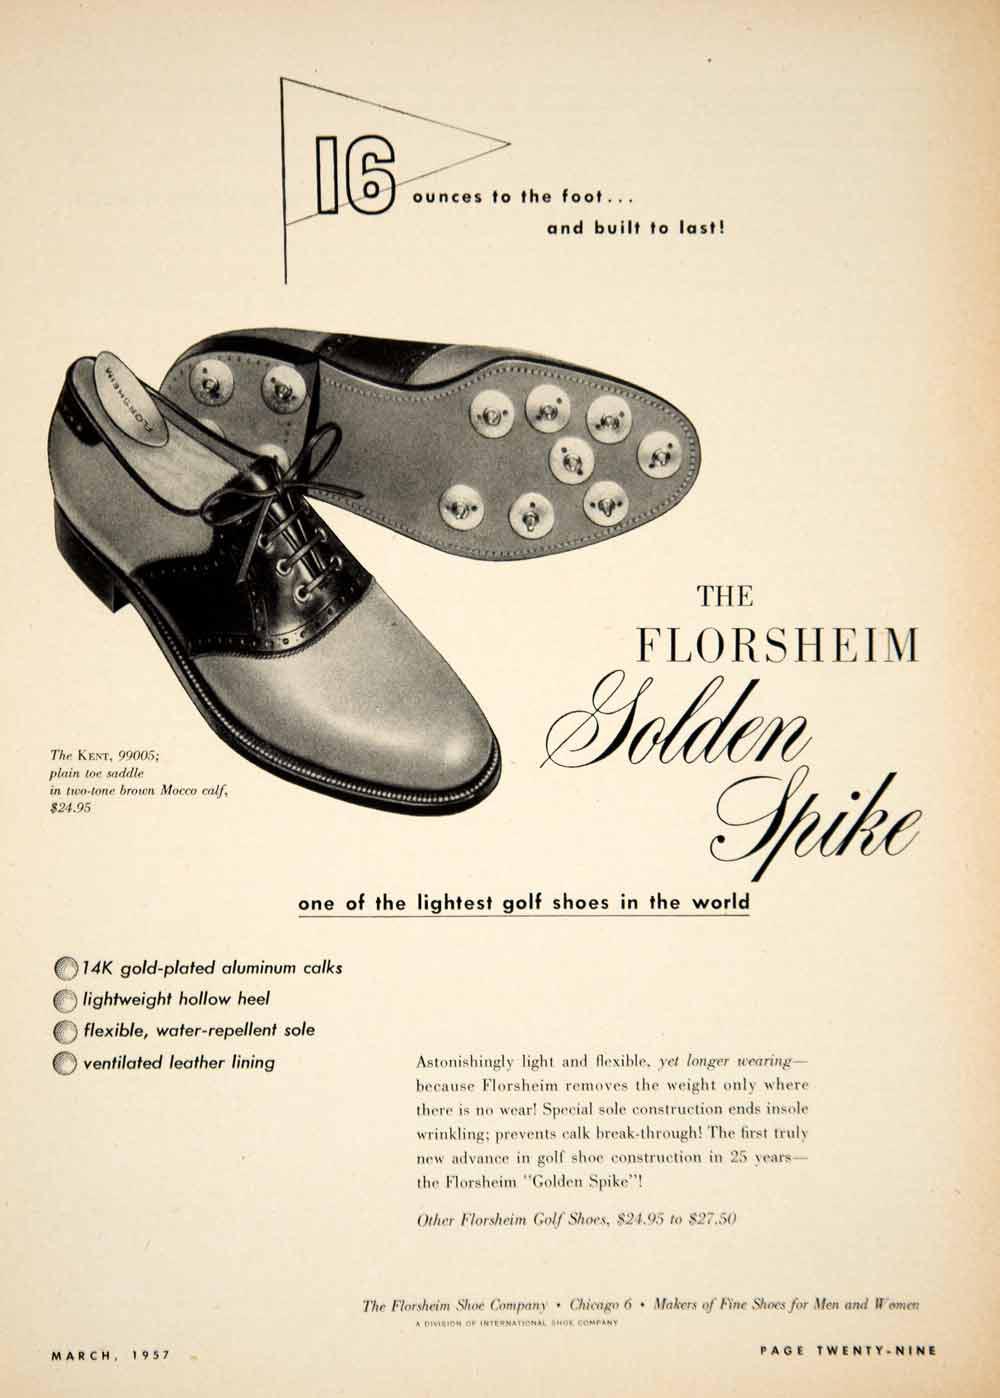 16
ounces to the foot...
and built to last!
FLORSHEIM
THE
FLORSHEIM
Golden
Spike
The KENT, 99005;
plain toe saddle
in two-tone brown Mocco calf,
$24.95
one of the lightest golf shoes in the world
14K gold-plated aluminum calks
lightweight hollow heel
flexible, water-repellent sole
ventilated leather lining
Astonishingly light and flexible, yet longer wearing—
because Florsheim removes the weight only where
there is no wear! Special sole construction ends insole
wrinkling; prevents calk break-through! The first truly
new advance in golf shoe construction in 25 years—
the Florsheim "Golden Spike"!
Other Florsheim Golf Shoes, $24.95 to $27.50
The Florsheim Shoe Company • Chicago 6 • Makers of Fine Shoes for Men and Women
A DIVISION OF INTERNATIONAL SHOE COMPANY
MARCH, 1957
PAGE TWENTY-NINE